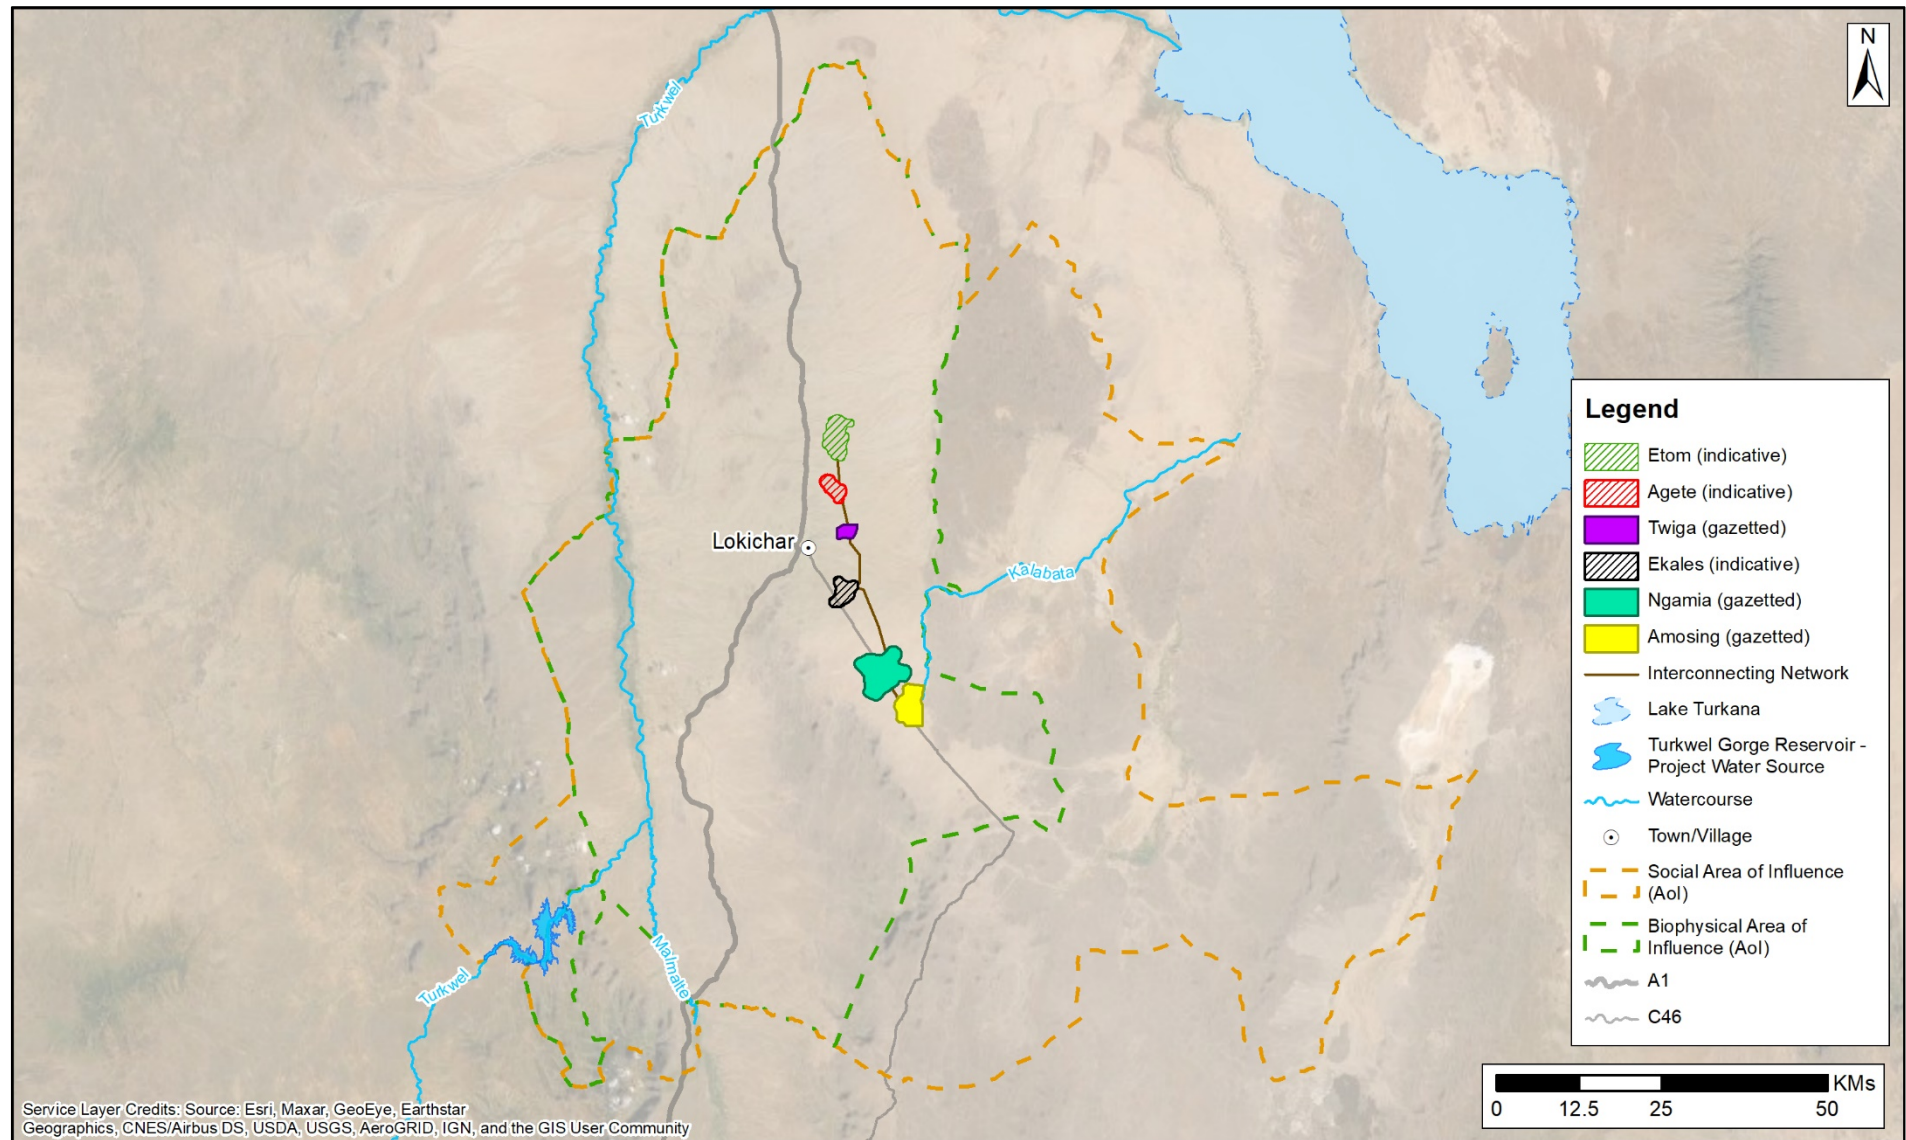 N
Turkwel
Lokichar
Kalabata
Malmalte
Turkwel
Legend
Etom (indicative)
Agete (indicative)
Twiga (gazetted)
Ekales (indicative)
Ngamia (gazetted)
Amosing (gazetted)
Interconnecting Network
Lake Turkana
Turkwel Gorge Reservoir -
Project Water Source
Watercourse
Town/Village
Social Area of Influence
(AoI)
Biophysical Area of
Influence (AoI)
A1
C46
KMs
0 12.5 25 50
Service Layer Credits: Source: Esri, Maxar, GeoEye, Earthstar
Geographics, CNES/Airbus DS, USDA, USGS, AeroGRID, IGN, and the GIS User Community